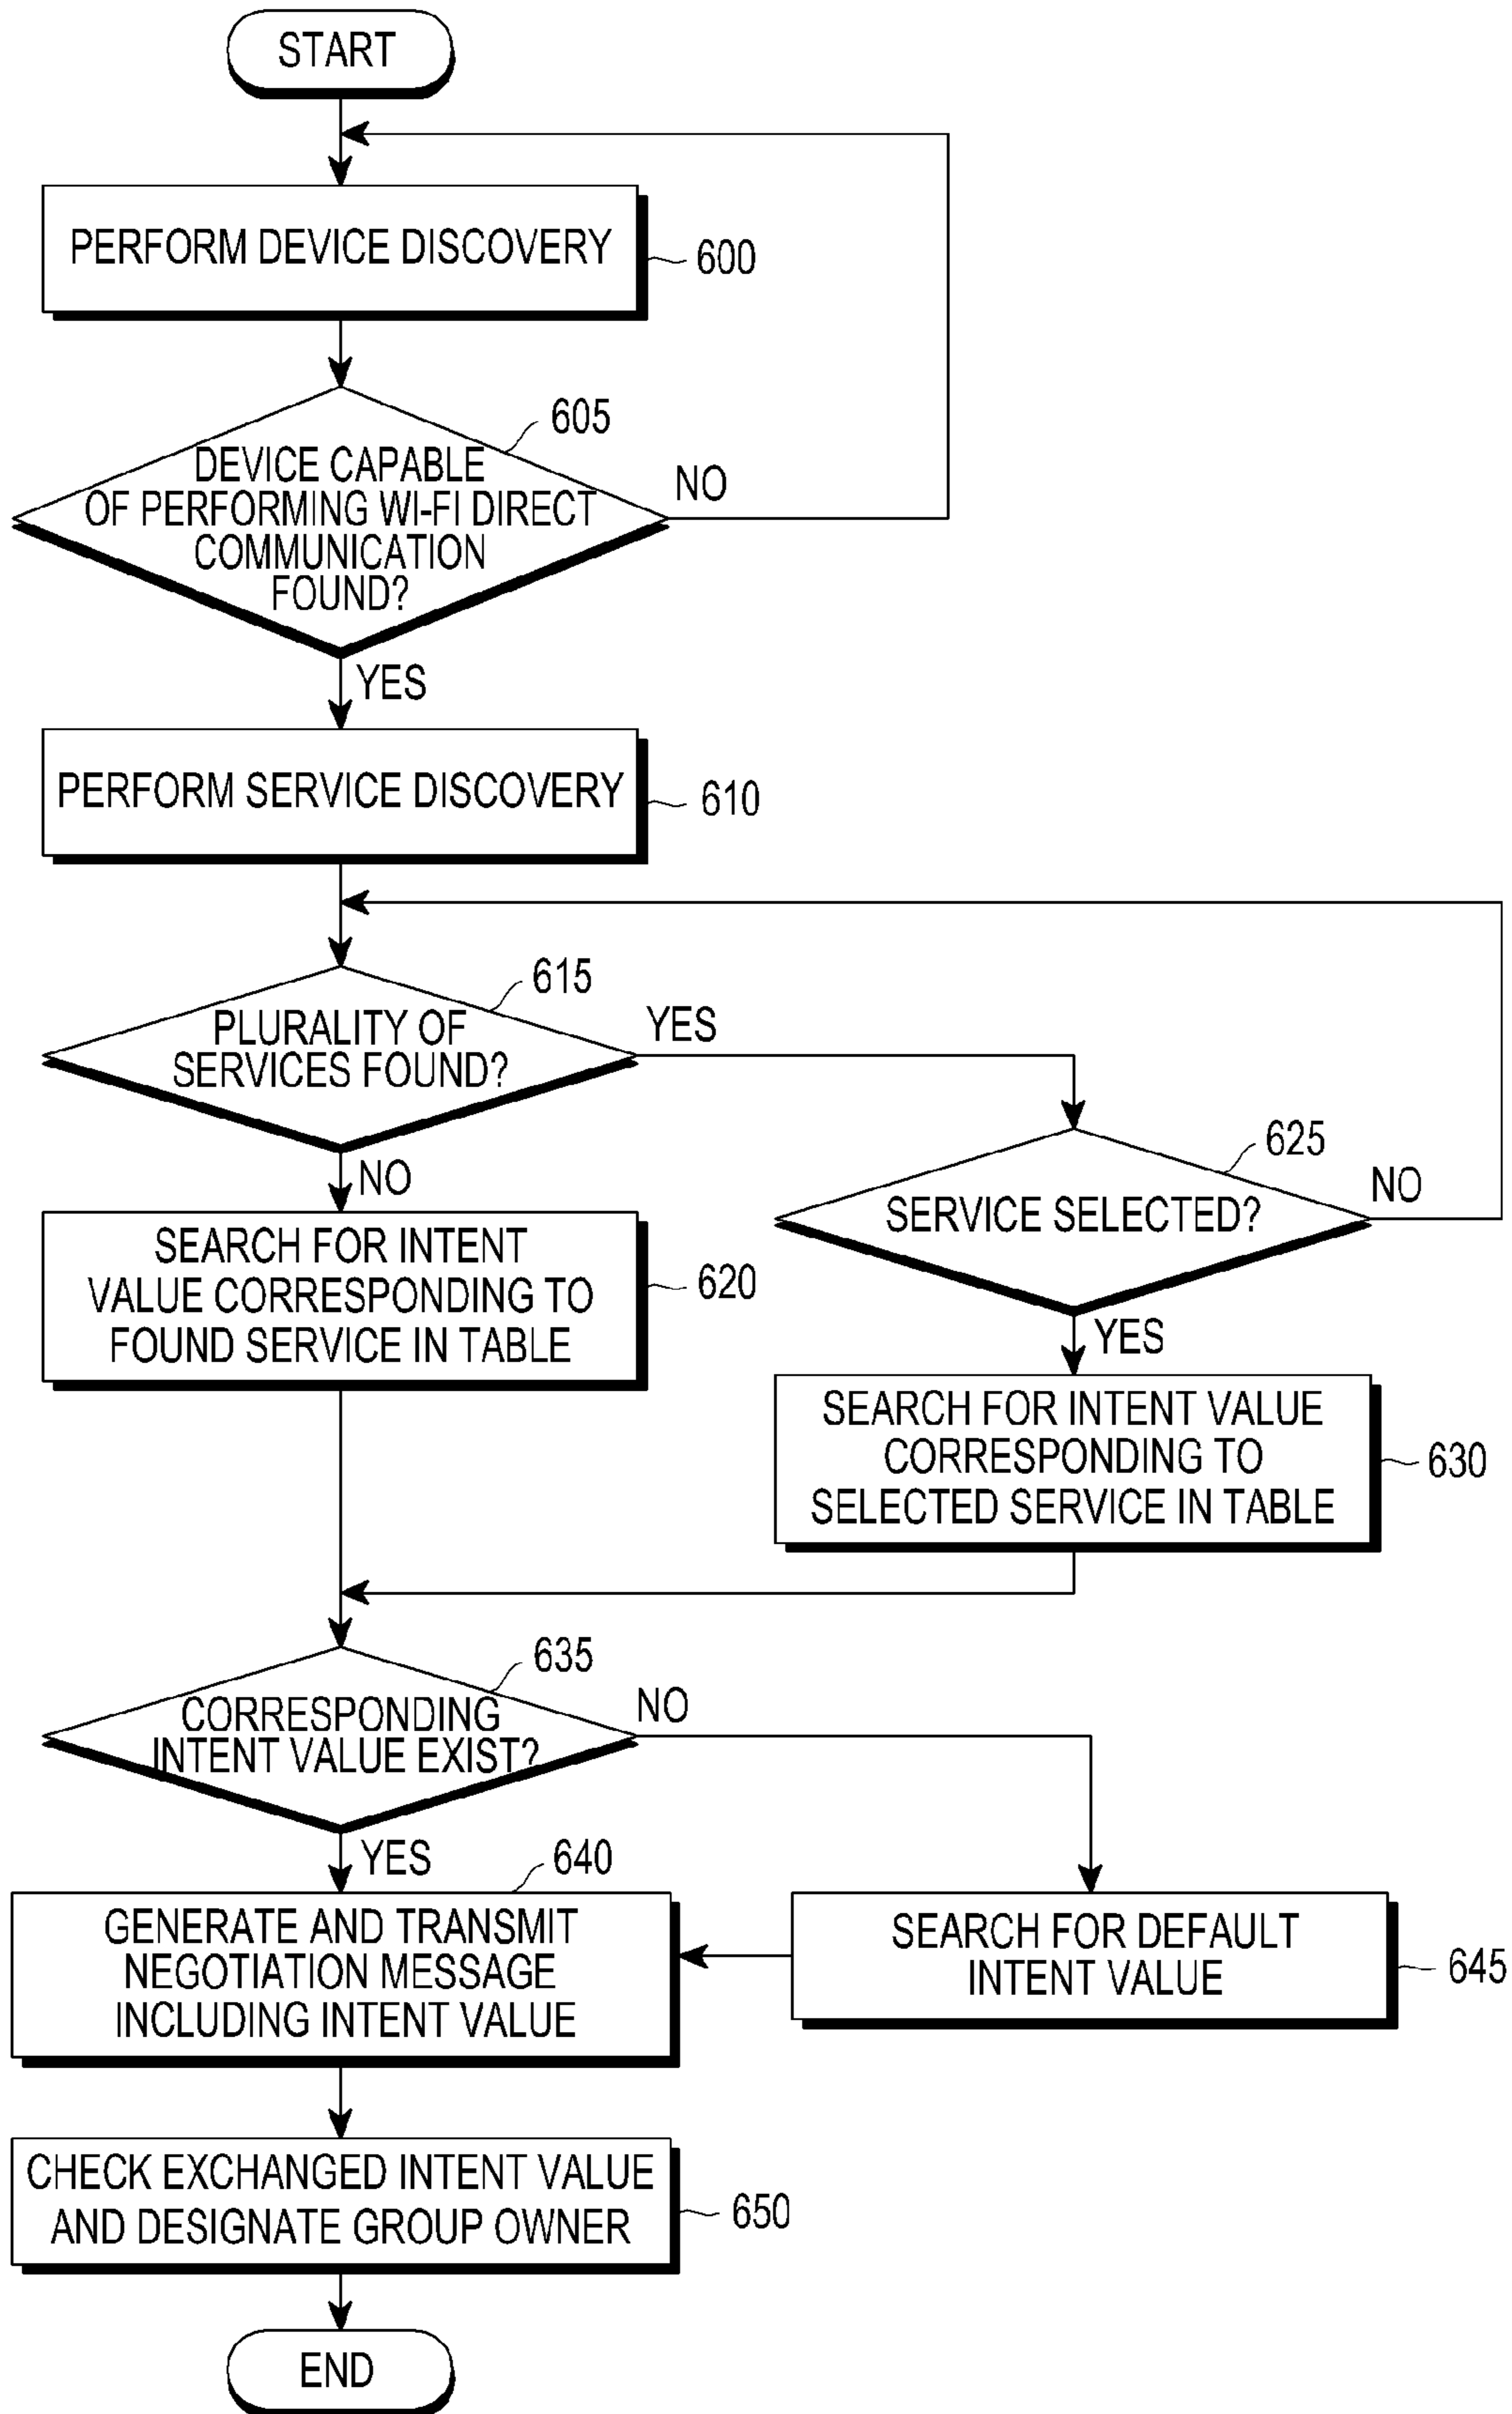 START
PERFORM DEVICE DISCOVERY
600
605
DEVICE CAPABLE
OF PERFORMING WI-FI DIRECT
COMMUNICATION
FOUND?
NO
YES
PERFORM SERVICE DISCOVERY
610
615
PLURALITY OF
SERVICES FOUND?
YES
NO
625
SERVICE SELECTED?
NO
YES
SEARCH FOR INTENT
VALUE CORRESPONDING TO
FOUND SERVICE IN TABLE
620
SEARCH FOR INTENT VALUE
CORRESPONDING TO
SELECTED SERVICE IN TABLE
630
635
CORRESPONDING
INTENT VALUE EXIST?
NO
YES
640
GENERATE AND TRANSMIT
NEGOTIATION MESSAGE
INCLUDING INTENT VALUE
SEARCH FOR DEFAULT
INTENT VALUE
645
CHECK EXCHANGED INTENT VALUE
AND DESIGNATE GROUP OWNER
650
END